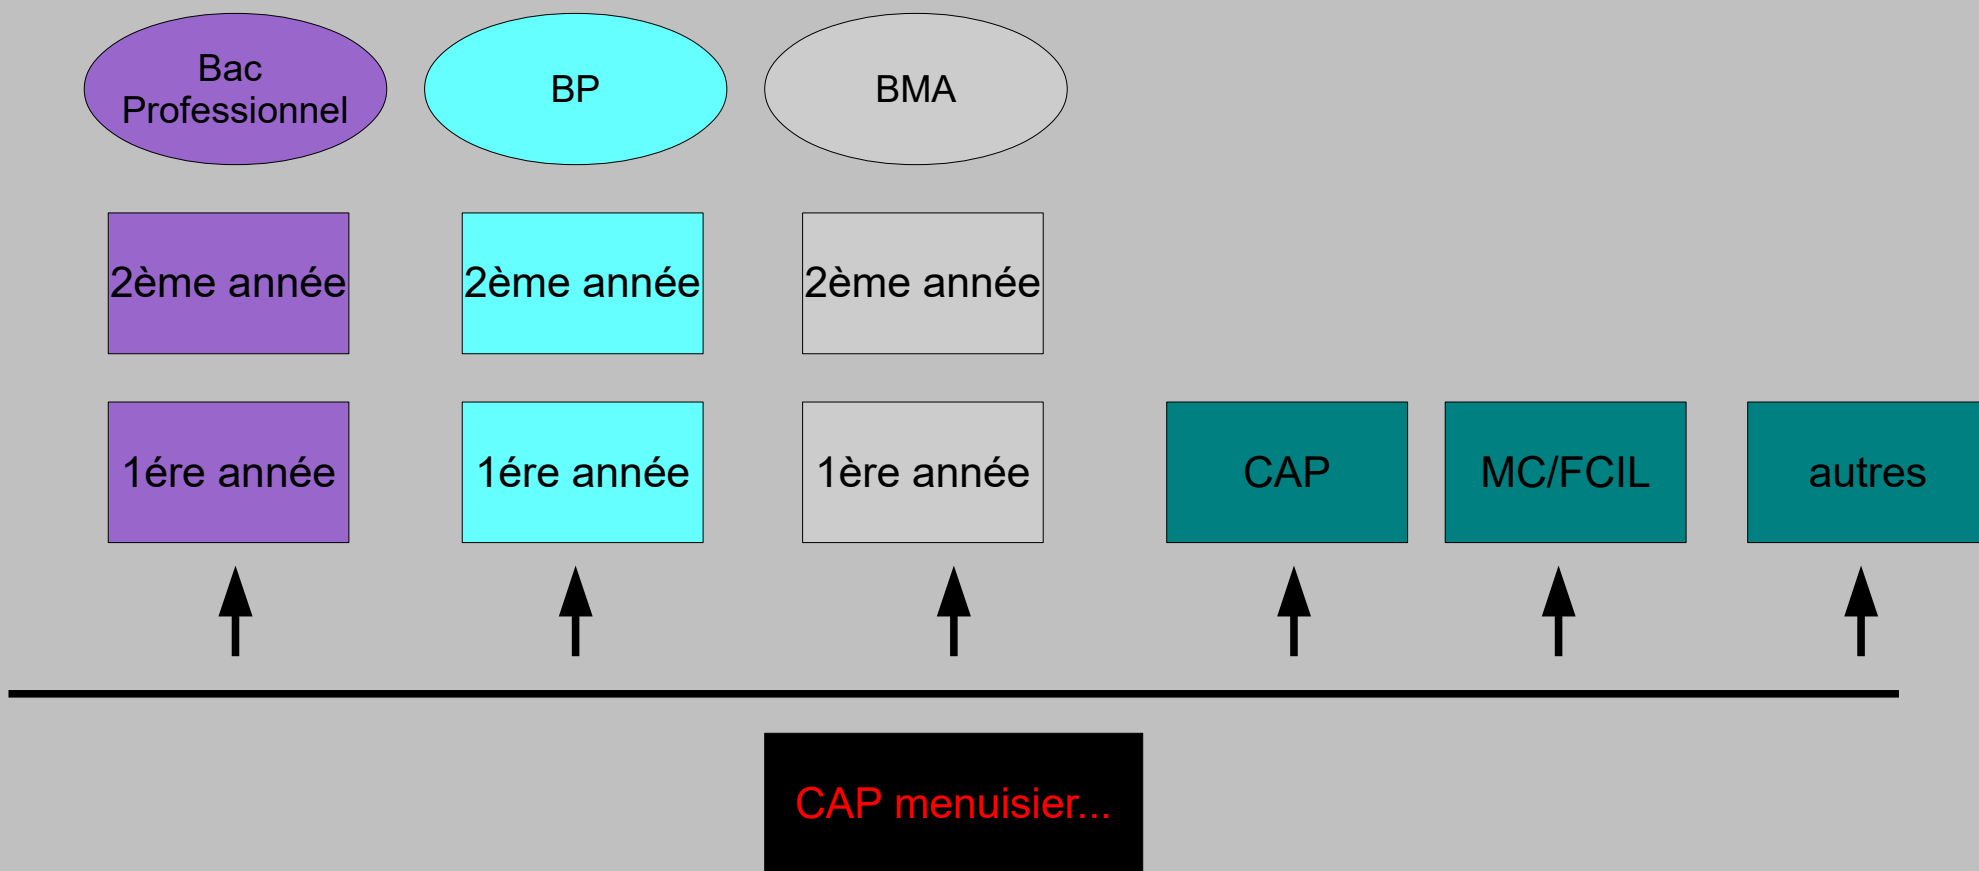 Bac
Professionnel
BP
BMA
2ème année
2ème année
2ème année
1ére année
1ére année
1ère année
CAP
MC/FCIL
autres
CAP menuisier...